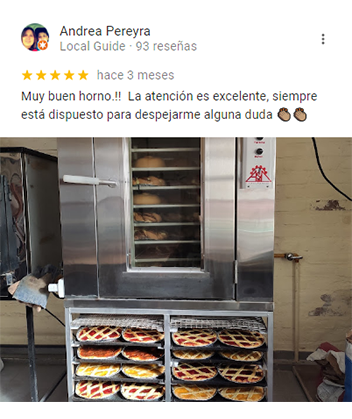 Andrea Pereyra
Local Guide · 93 reseñas
★★★★★ hace 3 meses
Muy buen horno.!! La atención es excelente, siempre
está dispuesto para despejarme alguna duda 👏🏽👏🏽